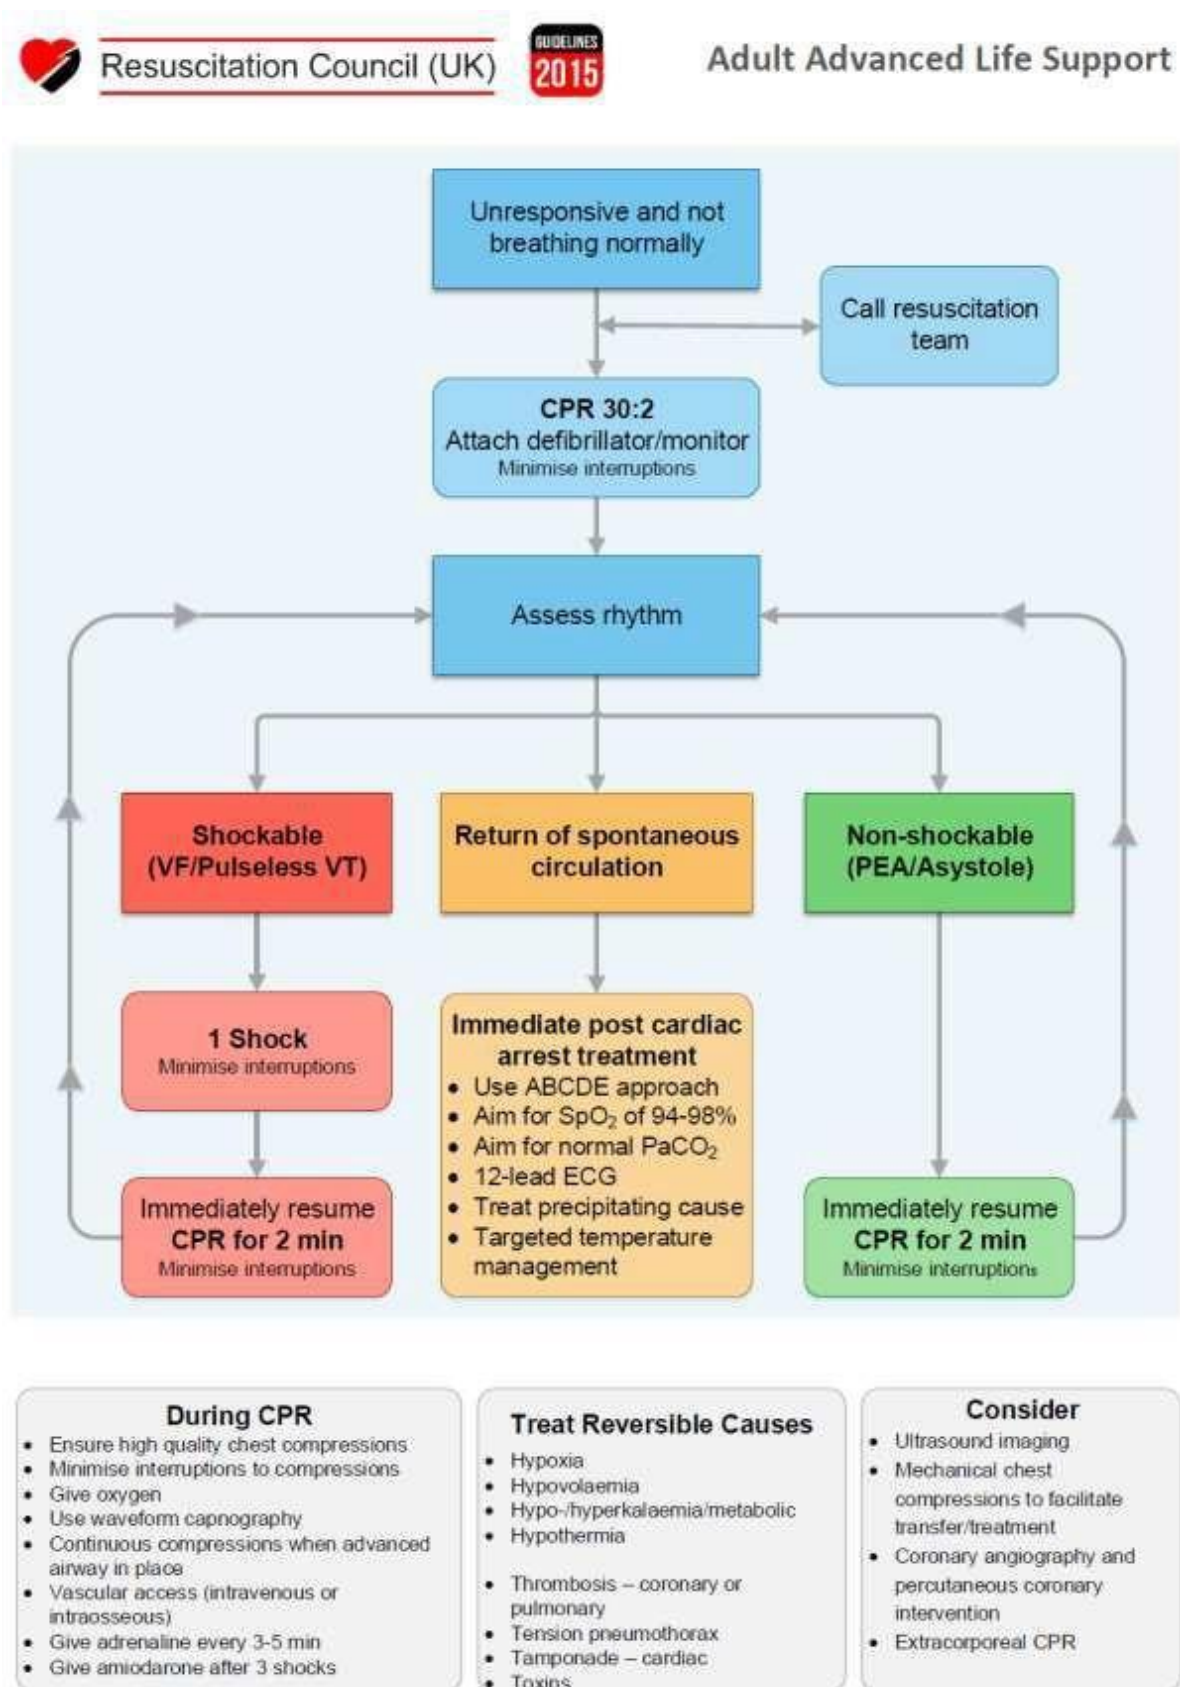 Resuscitation Council (UK)
GUIDELINES
2015
Adult Advanced Life Support
Unresponsive and not
breathing normally
Call resuscitation
team
CPR 30:2
Attach defibrillator/monitor
Minimise interruptions
Assess rhythm
Shockable
(VF/Pulseless VT)
Return of spontaneous
circulation
Non-shockable
(PEA/Asystole)
1 Shock
Minimise interruptions
Immediately resume
CPR for 2 min
Minimise interruptions
Immediate post cardiac
arrest treatment
• Use ABCDE approach
• Aim for SpO₂ of 94-98%
• Aim for normal PaCO₂
• 12-lead ECG
• Treat precipitating cause
• Targeted temperature
management
Immediately resume
CPR for 2 min
Minimise interruptions
During CPR
• Ensure high quality chest compressions
• Minimise interruptions to compressions
• Give oxygen
• Use waveform capnography
• Continuous compressions when advanced
airway in place
• Vascular access (intravenous or
intraosseous)
• Give adrenaline every 3-5 min
• Give amiodarone after 3 shocks
Treat Reversible Causes
• Hypoxia
• Hypovolaemia
• Hypo-/hyperkalaemia/metabolic
• Hypothermia
• Thrombosis – coronary or
pulmonary
• Tension pneumothorax
• Tamponade – cardiac
• Toxins
Consider
• Ultrasound imaging
• Mechanical chest
compressions to facilitate
transfer/treatment
• Coronary angiography and
percutaneous coronary
intervention
• Extracorporeal CPR